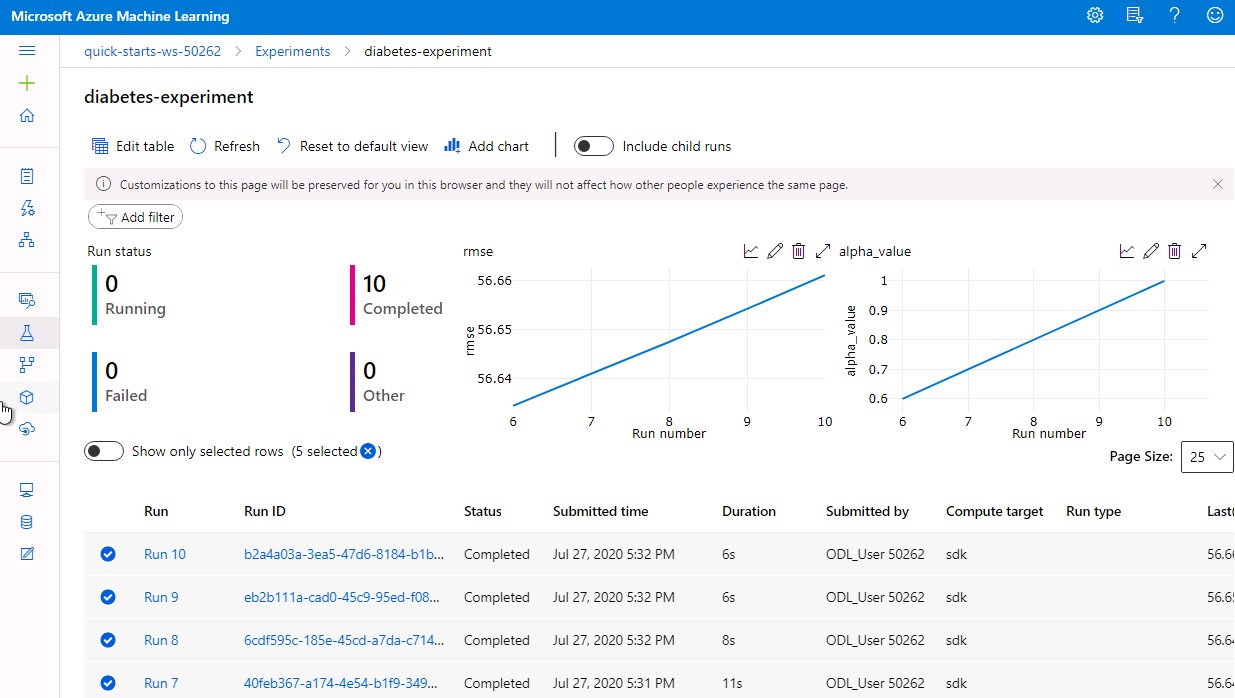 Microsoft Azure Machine Learning
quick-starts-ws-50262 > Experiments > diabetes-experiment
diabetes-experiment
Edit table Refresh Reset to default view Add chart Include child runs
Customizations to this page will be preserved for you in this browser and they will not affect how other people experience the same page.
Add filter
Run status
0
Running
10
Completed
0
Failed
0
Other
rmse
56.66
56.65
56.64
rmse
6 7 8 9 10
Run number
alpha_value
1
0.9
0.8
0.7
0.6
alpha_value
6 7 8 9 10
Run number
Show only selected rows (5 selected )
Page Size: 25
Run Run ID Status Submitted time Duration Submitted by Compute target Run type Last(
Run 10 b2a4a03a-3ea5-47d6-8184-b1b... Completed Jul 27, 2020 5:32 PM 6s ODL_User 50262 sdk 56.66
Run 9 eb2b111a-cad0-45c9-95ed-f08... Completed Jul 27, 2020 5:32 PM 6s ODL_User 50262 sdk 56.65
Run 8 6cdf595c-185e-45cd-a7da-c714... Completed Jul 27, 2020 5:32 PM 8s ODL_User 50262 sdk 56.64
Run 7 40feb367-a174-4e54-b1f9-349... Completed Jul 27, 2020 5:31 PM 11s ODL_User 50262 sdk 56.64